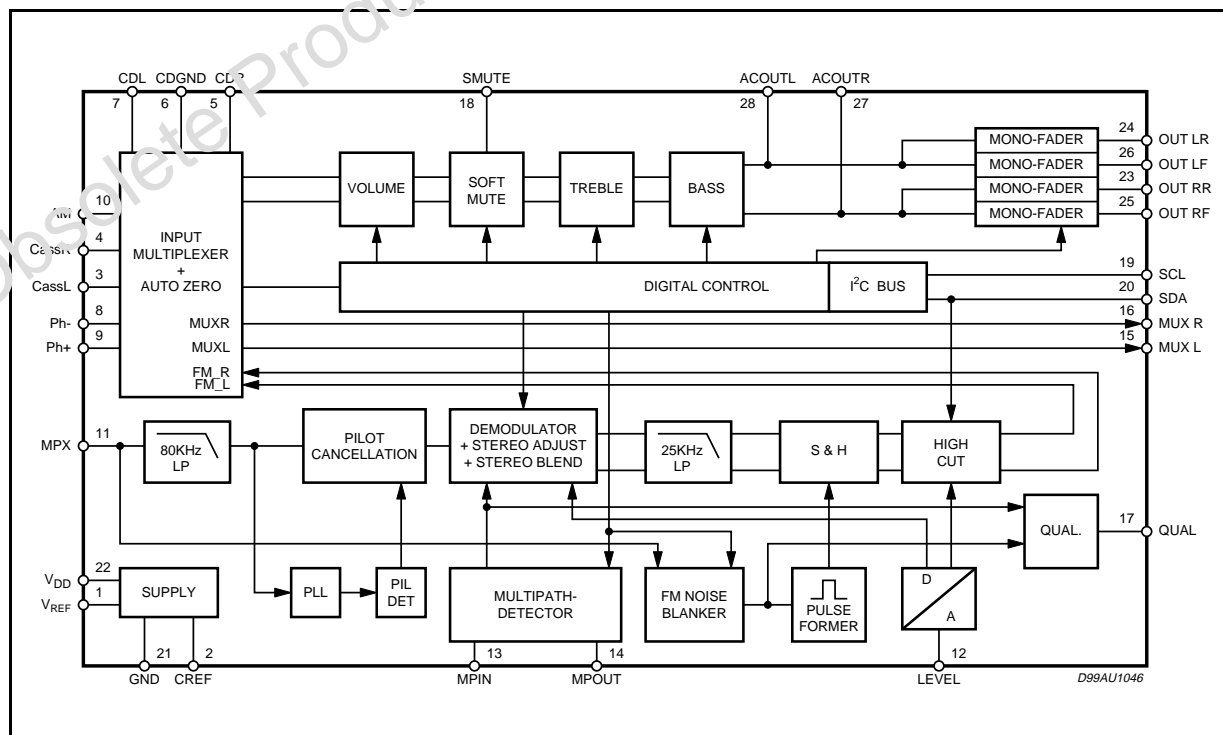 Obsolete Produ
CDL CDGND CDR SMUTE ACOUTL ACOUTR
7 6 5 18 28 27
MONO-FADER 24 OUT LR
MONO-FADER 26 OUT LF
MONO-FADER 23 OUT RR
MONO-FADER 25 OUT RF
VOLUME
SOFT
MUTE
TREBLE
BASS
10 AM
4 CassR
3 CassL
8 Ph-
9 Ph+
INPUT
MULTIPLEXER
+
AUTO ZERO
MUXR
MUXL
FM_R
FM_L
DIGITAL CONTROL
I²C BUS
19 SCL
20 SDA
16 MUX R
15 MUX L
MPX 11
80KHz
LP
PILOT
CANCELLATION
DEMODULATOR
+ STEREO ADJUST
+ STEREO BLEND
25KHz
LP
S & H
HIGH
CUT
QUAL.
17 QUAL
VDD 22
VREF 1
SUPPLY
PLL
PIL
DET
MULTIPATH-
DETECTOR
FM NOISE
BLANKER
PULSE
FORMER
D
A
21 2 13 14 12
GND CREF MPIN MPOUT LEVEL
D99AU1046